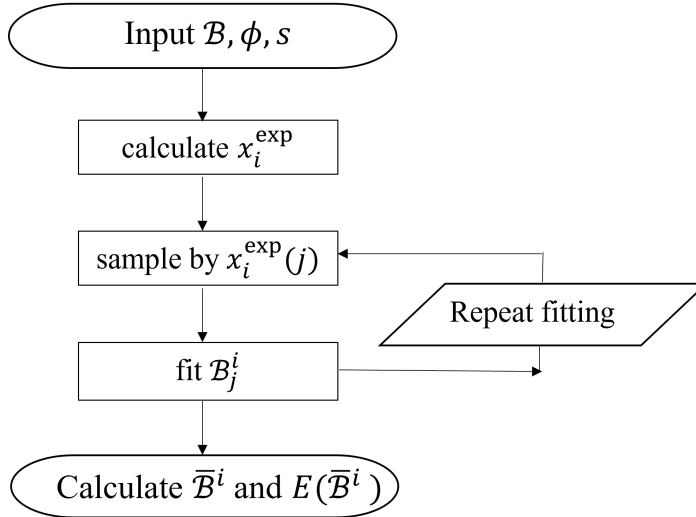 Input ℬ, ϕ, s
calculate x_i^exp
sample by x_i^exp(j)
Repeat fitting
fit ℬ_j^i
Calculate ℬ̅^i and E(ℬ̅^i)